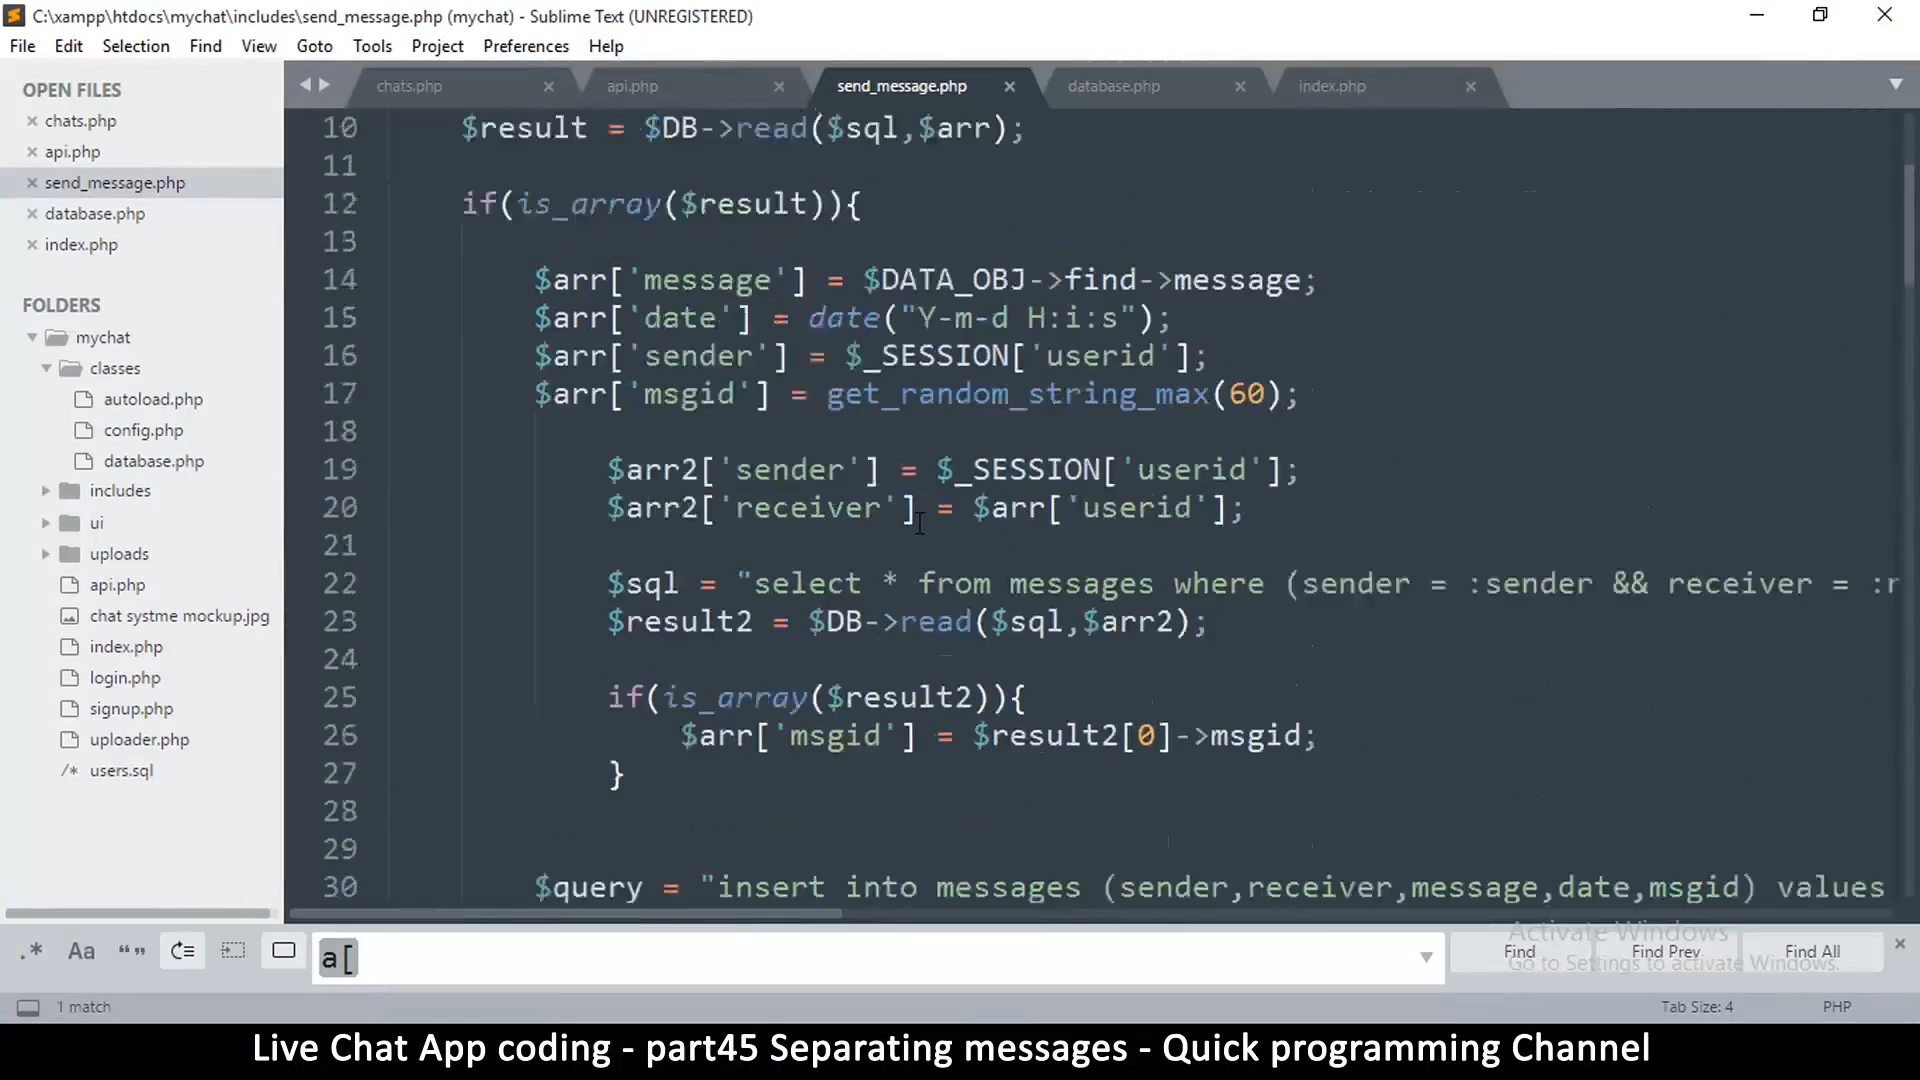 C:\xampp\htdocs\mychat\includes\send_message.php (mychat) - Sublime Text (UNREGISTERED)
File Edit Selection Find View Goto Tools Project Preferences Help
OPEN FILES
chats.php
api.php
send_message.php
database.php
index.php
FOLDERS
mychat
classes
autoload.php
config.php
database.php
includes
ui
uploads
api.php
chat systme mockup.jpg
index.php
login.php
signup.php
uploader.php
/* users.sql
chats.php api.php send_message.php database.php index.php
10 $result = $DB->read($sql,$arr);
11
12 if(is_array($result)){
13
14 $arr['message'] = $DATA_OBJ->find->message;
15 $arr['date'] = date("Y-m-d H:i:s");
16 $arr['sender'] = $_SESSION['userid'];
17 $arr['msgid'] = get_random_string_max(60);
18
19 $arr2['sender'] = $_SESSION['userid'];
20 $arr2['receiver'] = $arr['userid'];
21
22 $sql = "select * from messages where (sender = :sender && receiver = :r
23 $result2 = $DB->read($sql,$arr2);
24
25 if(is_array($result2)){
26 $arr['msgid'] = $result2[0]->msgid;
27 }
28
29
30 $query = "insert into messages (sender,receiver,message,date,msgid) values
.* Aa “ ” a[ Find Find Prev Find All
Activate Windows
Go to Settings to activate Windows.
1 match Tab Size: 4 PHP
Live Chat App coding - part45 Separating messages - Quick programming Channel